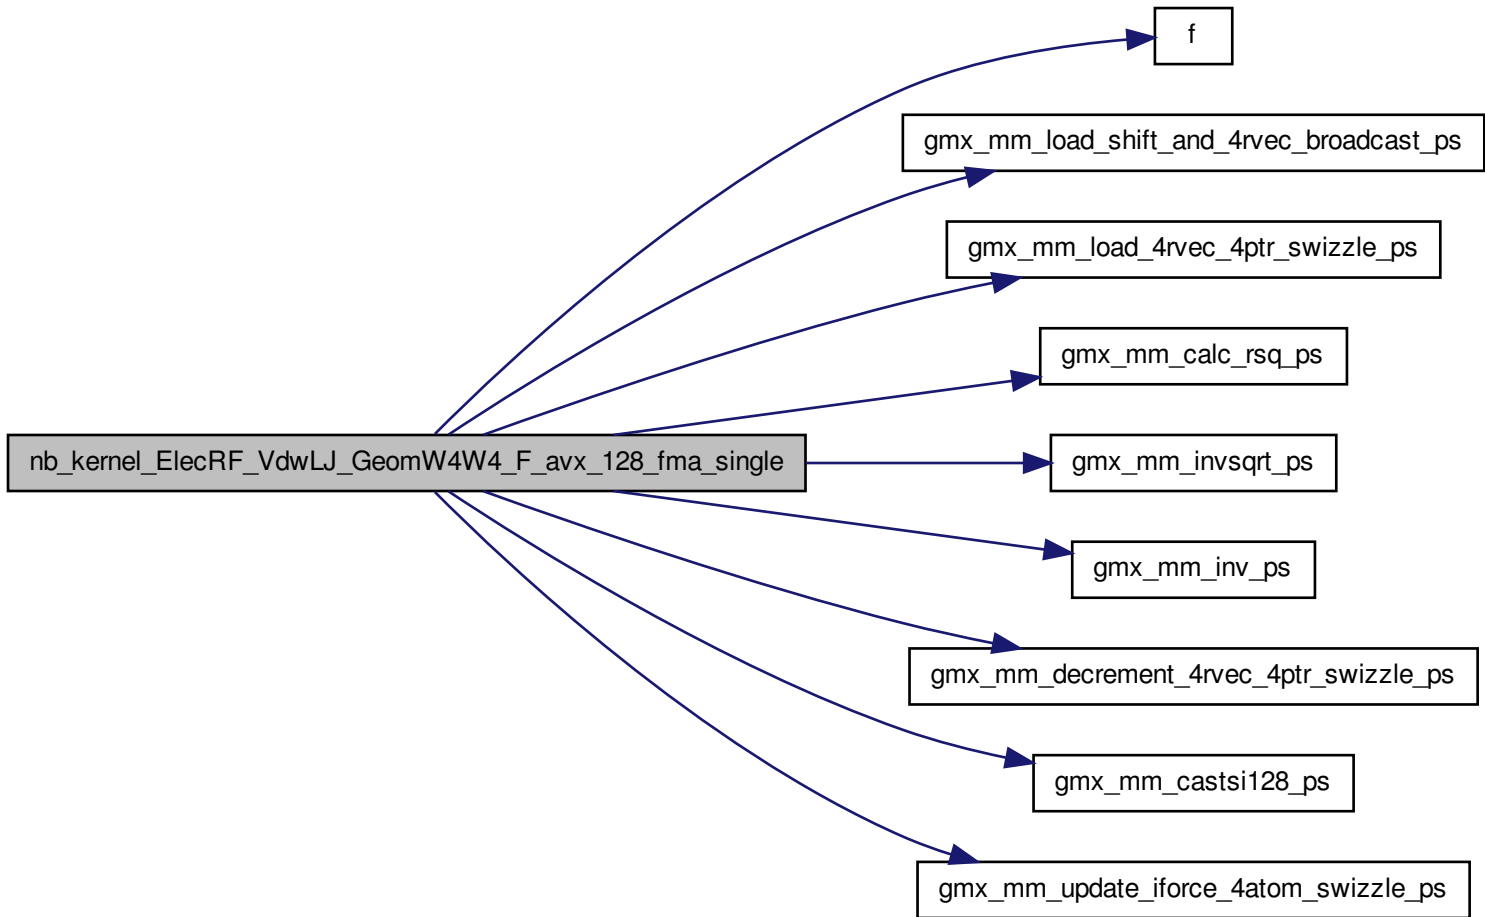 f
gmx_mm_load_shift_and_4rvec_broadcast_ps
gmx_mm_load_4rvec_4ptr_swizzle_ps
gmx_mm_calc_rsq_ps
nb_kernel_ElecRF_VdwLJ_GeomW4W4_F_avx_128_fma_single
gmx_mm_invsqrt_ps
gmx_mm_inv_ps
gmx_mm_decrement_4rvec_4ptr_swizzle_ps
gmx_mm_castsi128_ps
gmx_mm_update_iforce_4atom_swizzle_ps